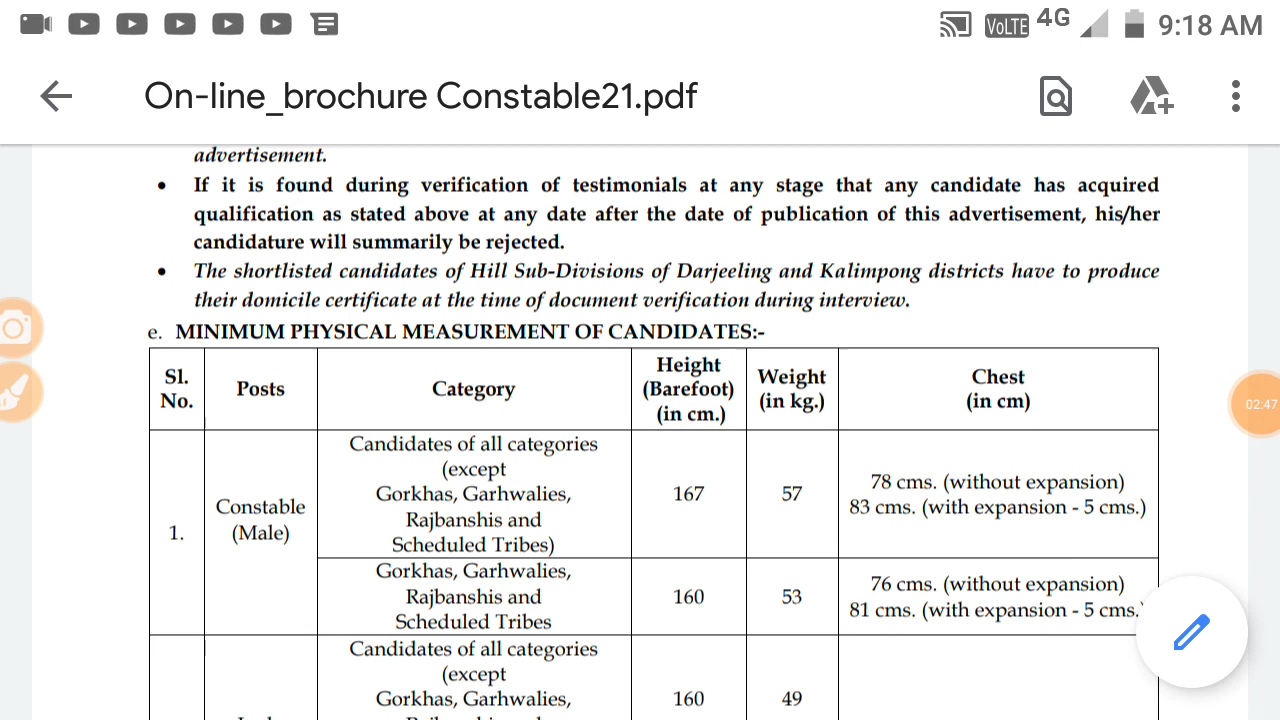 VoLTE 4G 9:18 AM
On-line_brochure Constable21.pdf
advertisement.
• If it is found during verification of testimonials at any stage that any candidate has acquired
qualification as stated above at any date after the date of publication of this advertisement, his/her
candidature will summarily be rejected.
• The shortlisted candidates of Hill Sub-Divisions of Darjeeling and Kalimpong districts have to produce
their domicile certificate at the time of document verification during interview.
e. MINIMUM PHYSICAL MEASUREMENT OF CANDIDATES:-
Sl.
No.
Posts
Category
Height
(Barefoot)
(in cm.)
Weight
(in kg.)
Chest
(in cm)
1.
Constable
(Male)
Candidates of all categories
(except
Gorkhas, Garhwalies,
Rajbanshis and
Scheduled Tribes)
167
57
78 cms. (without expansion)
83 cms. (with expansion - 5 cms.)
Gorkhas, Garhwalies,
Rajbanshis and
Scheduled Tribes
160
53
76 cms. (without expansion)
81 cms. (with expansion - 5 cms.
Candidates of all categories
(except
Gorkhas, Garhwalies,
160
49
02:47